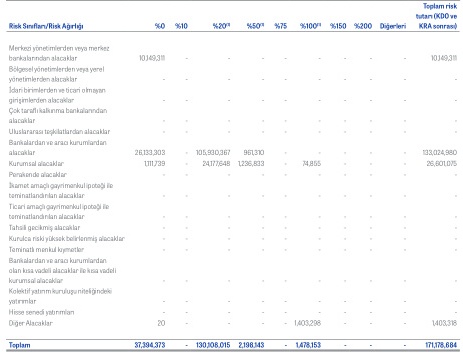 Toplam risk
tutarı (KDO ve
Risk Sınıfları/Risk Ağırlığı %0 %10 %20⁽¹⁾ %50⁽¹⁾ %75 %100⁽¹⁾ %150 %200 Diğerleri KRA sonrası)
Merkezi yönetimlerden veya merkez
bankalarından alacaklar 10.149.311 - - - - - - - - 10.149.311
Bölgesel yönetimlerden veya yerel
yönetimlerden alacaklar - - - - - - - - - -
İdari birimlerden ve ticari olmayan
girişimlerden alacaklar - - - - - - - - - -
Çok taraflı kalkınma bankalarından
alacaklar - - - - - - - - - -
Uluslararası teşkilatlardan alacaklar - - - - - - - - - -
Bankalardan ve aracı kurumlardan
alacaklar 26.133.303 - 105.930.367 961.310 - - - - - 133.024.980
Kurumsal alacaklar 1.111.739 - 24.177.648 1.236.833 - 74.855 - - - 26.601.075
Perakende alacaklar - - - - - - - - - -
İkamet amaçlı gayrimenkul ipoteği ile
teminatlandırılan alacaklar - - - - - - - - - -
Ticari amaçlı gayrimenkul ipoteği ile
teminatlandırılan alacaklar - - - - - - - - - -
Tahsili gecikmiş alacaklar - - - - - - - - - -
Kurulca riski yüksek belirlenmiş alacaklar - - - - - - - - - -
Teminatlı menkul kıymetler - - - - - - - - - -
Bankalardan ve aracı kurumlardan
olan kısa vadeli alacaklar ile kısa vadeli
kurumsal alacaklar - - - - - - - - - -
Kolektif yatırım kuruluşu niteliğindeki
yatırımlar - - - - - - - - - -
Hisse senedi yatırımları - - - - - - - - - -
Diğer Alacaklar 20 - - - - 1.403.298 - - - 1.403.318
Toplam 37.394.373 - 130.108.015 2.198.143 - 1.478.153 - - - 171.178.684